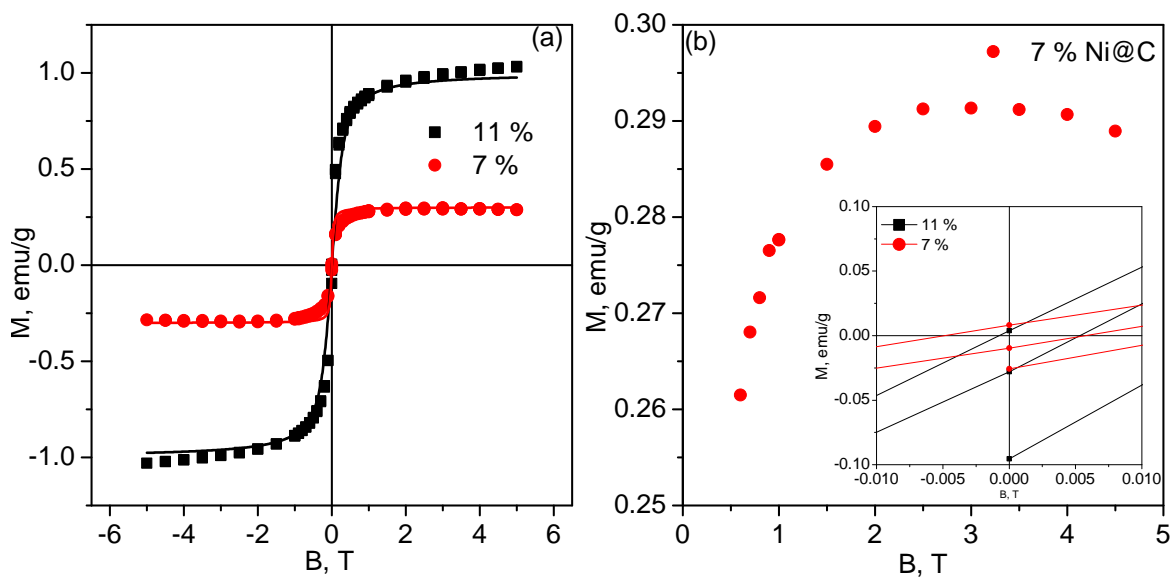 (a)
1.0
0.5
0.0
-0.5
-1.0
M, emu/g
11 %
7 %
-6 -4 -2 0 2 4 6
B, T
(b)
7 % Ni@C
0.30
0.29
0.28
0.27
0.26
0.25
M, emu/g
0 1 2 3 4 5
B, T
11 %
7 %
0.10
0.05
0.00
-0.05
-0.10
M, emu/g
-0.010 -0.005 0.000 0.005 0.010
B, T